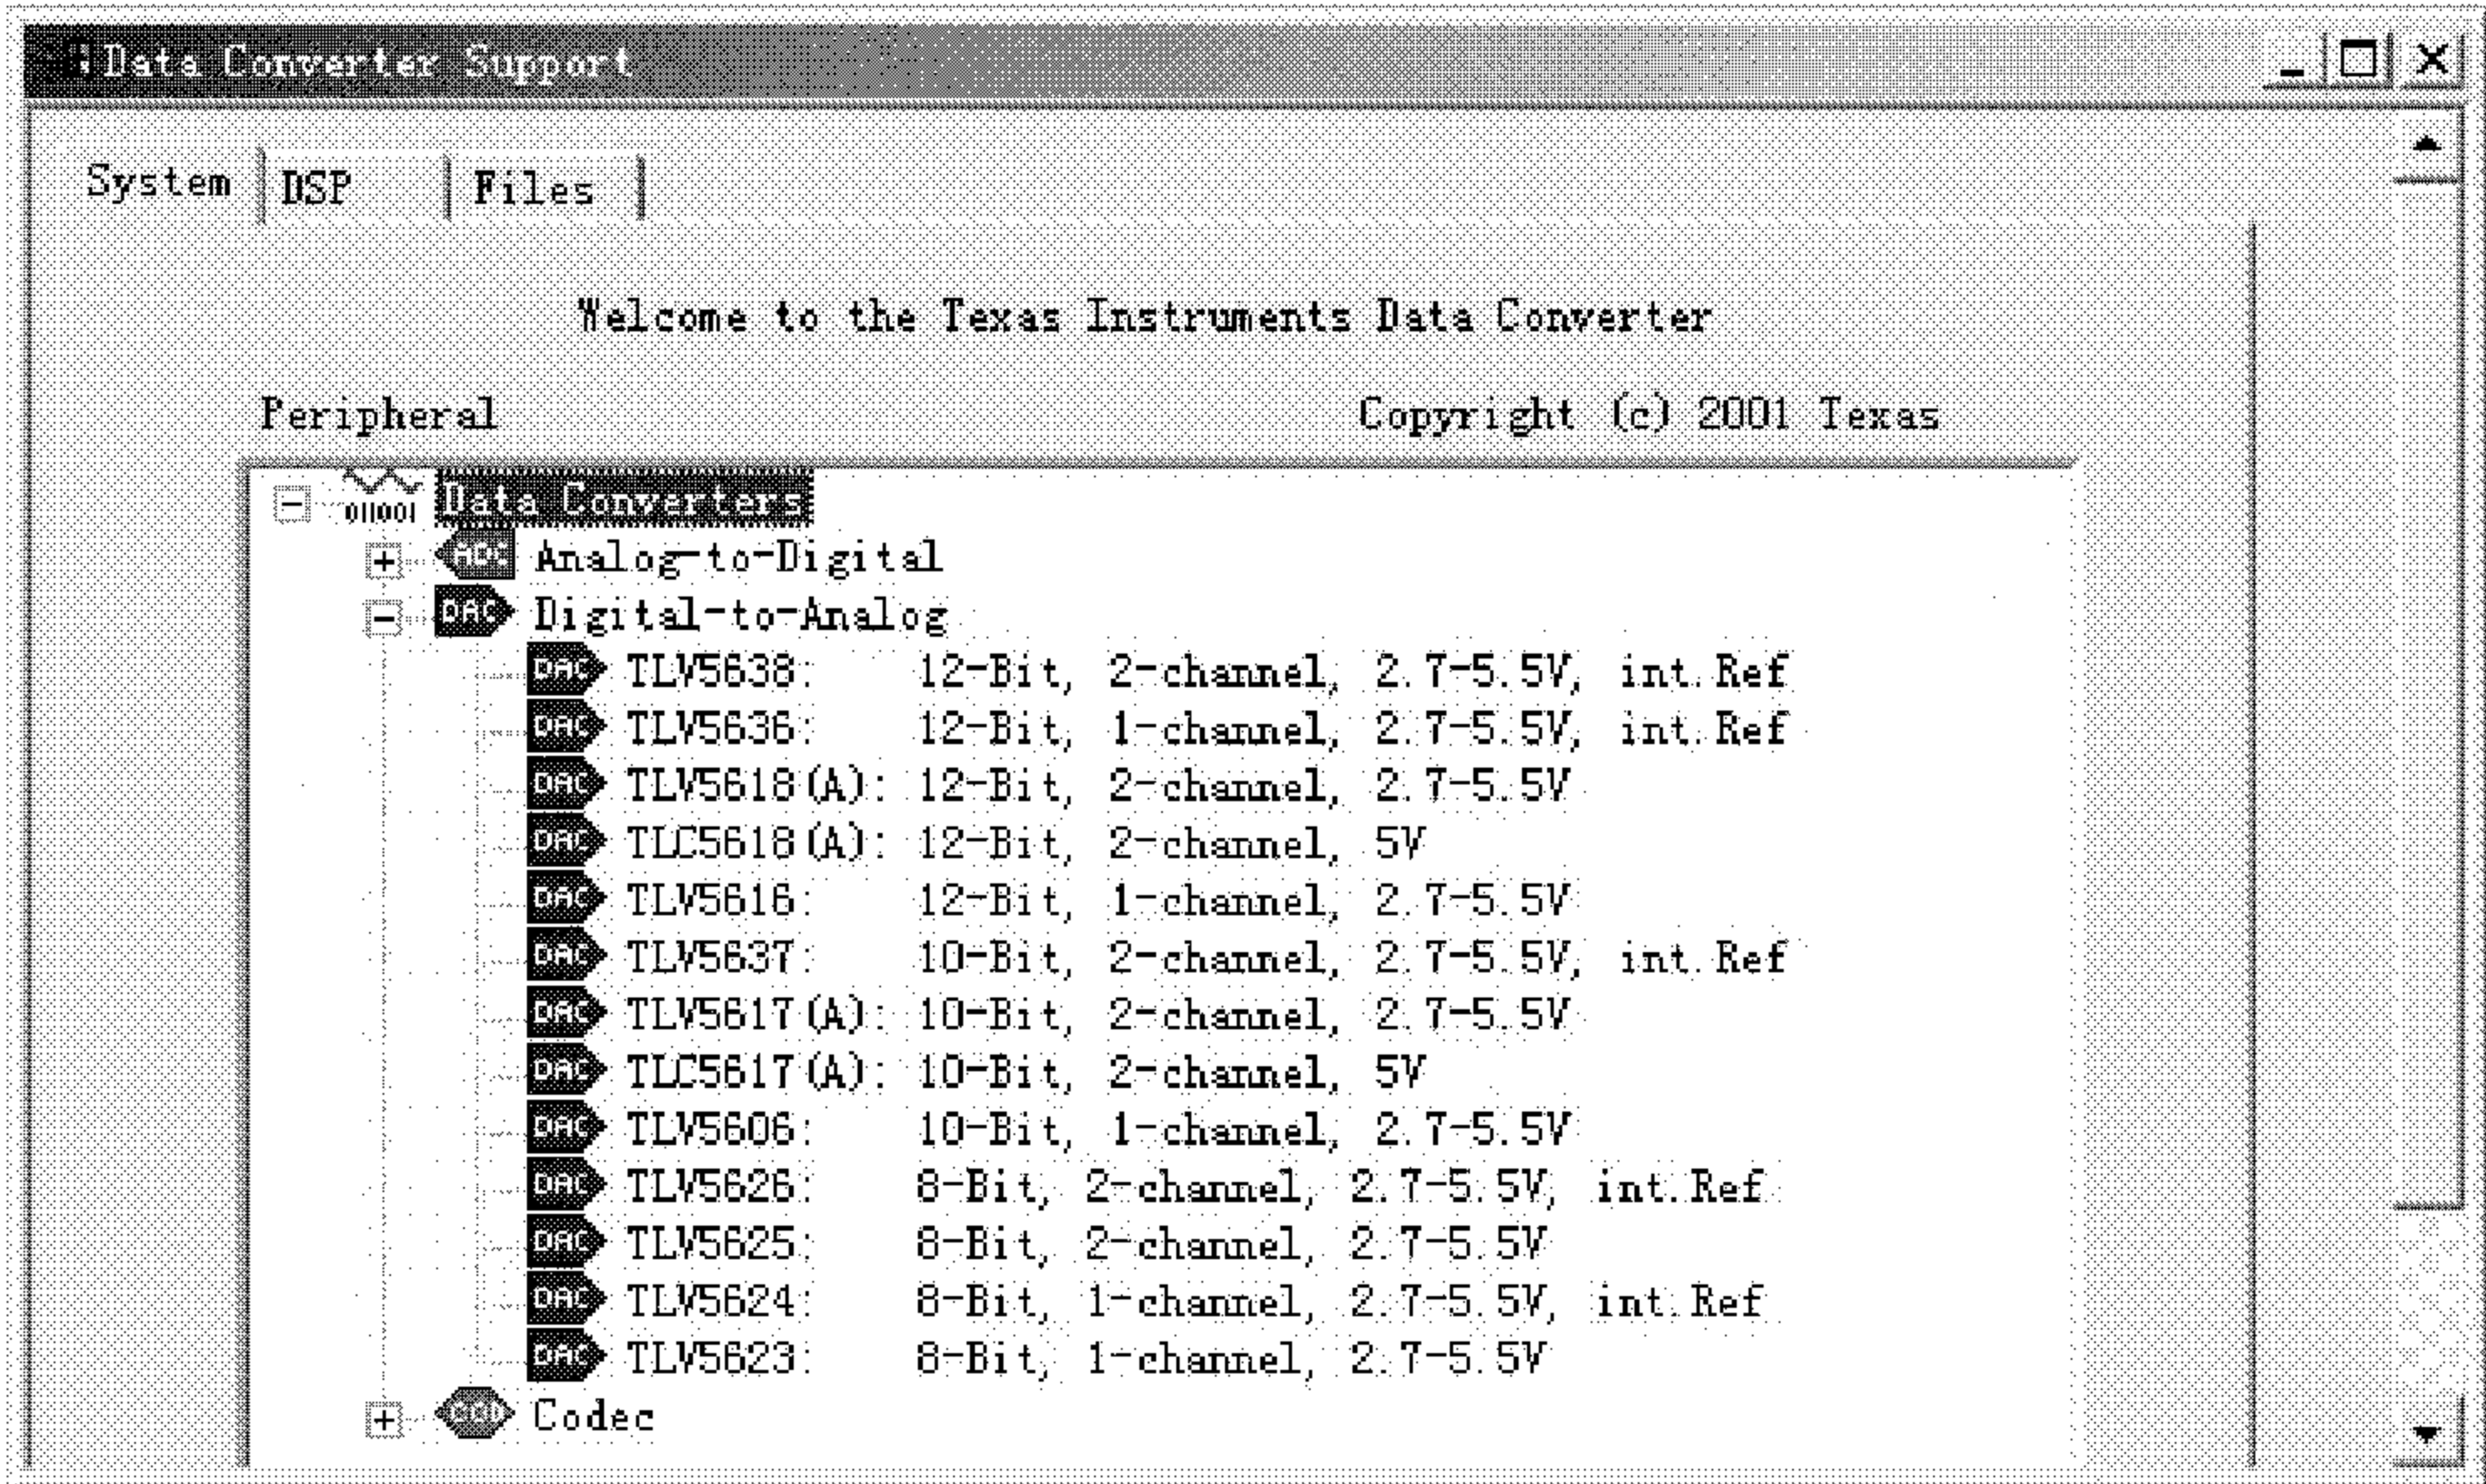 Data Converter Support
System DSP Files
Welcome to the Texas Instruments Data Converter
Peripheral Copyright (c) 2001 Texas
011001 Data Converters
ADC Analog-to-Digital
DAC Digital-to-Analog
DAC TLV5638: 12-Bit, 2-channel, 2.7-5.5V, int.Ref
DAC TLV5636: 12-Bit, 1-channel, 2.7-5.5V, int.Ref
DAC TLV5618(A): 12-Bit, 2-channel, 2.7-5.5V
DAC TLC5618(A): 12-Bit, 2-channel, 5V
DAC TLV5616: 12-Bit, 1-channel, 2.7-5.5V
DAC TLV5637: 10-Bit, 2-channel, 2.7-5.5V, int.Ref
DAC TLV5617(A): 10-Bit, 2-channel, 2.7-5.5V
DAC TLC5617(A): 10-Bit, 2-channel, 5V
DAC TLV5606: 10-Bit, 1-channel, 2.7-5.5V
DAC TLV5626: 8-Bit, 2-channel, 2.7-5.5V, int.Ref
DAC TLV5625: 8-Bit, 2-channel, 2.7-5.5V
DAC TLV5624: 8-Bit, 1-channel, 2.7-5.5V, int.Ref
DAC TLV5623: 8-Bit, 1-channel, 2.7-5.5V
Codec